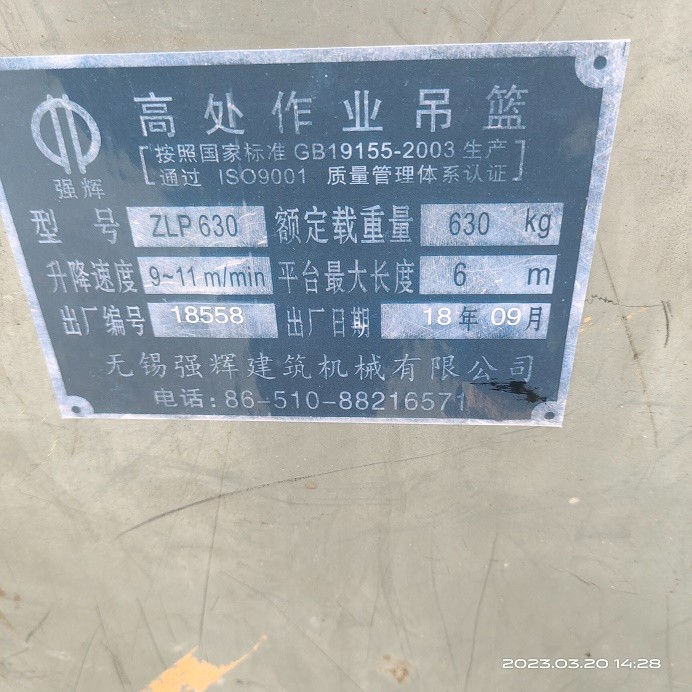 高处作业吊篮
[按照国家标准 GB19155-2003 生产
通过 ISO9001 质量管理体系认证]
强辉
型号 ZLP 630 额定载重量 630 kg
升降速度 9~11 m/min 平台最大长度 6 m
出厂编号 18558 出厂日期 18年 09月
无锡强辉建筑机械有限公司
电话:86-510-88216571
2023.03.20 14:28